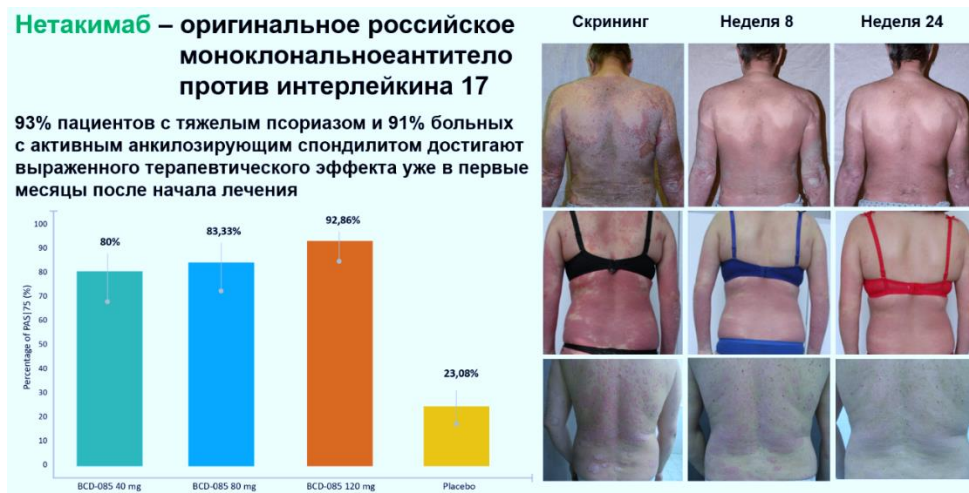 Нетакимаб – оригинальное российское
моноклональноеантитело
против интерлейкина 17
93% пациентов с тяжелым псориазом и 91% больных
с активным анкилозирующим спондилитом достигают
выраженного терапевтического эффекта уже в первые
месяцы после начала лечения
Percentage of PAS|75 (%)
100
90
80
70
60
50
40
30
20
10
0
80%
83,33%
92,86%
23,08%
BCD-085 40 mg
BCD-085 80 mg
BCD-085 120 mg
Placebo
Скрининг
Неделя 8
Неделя 24